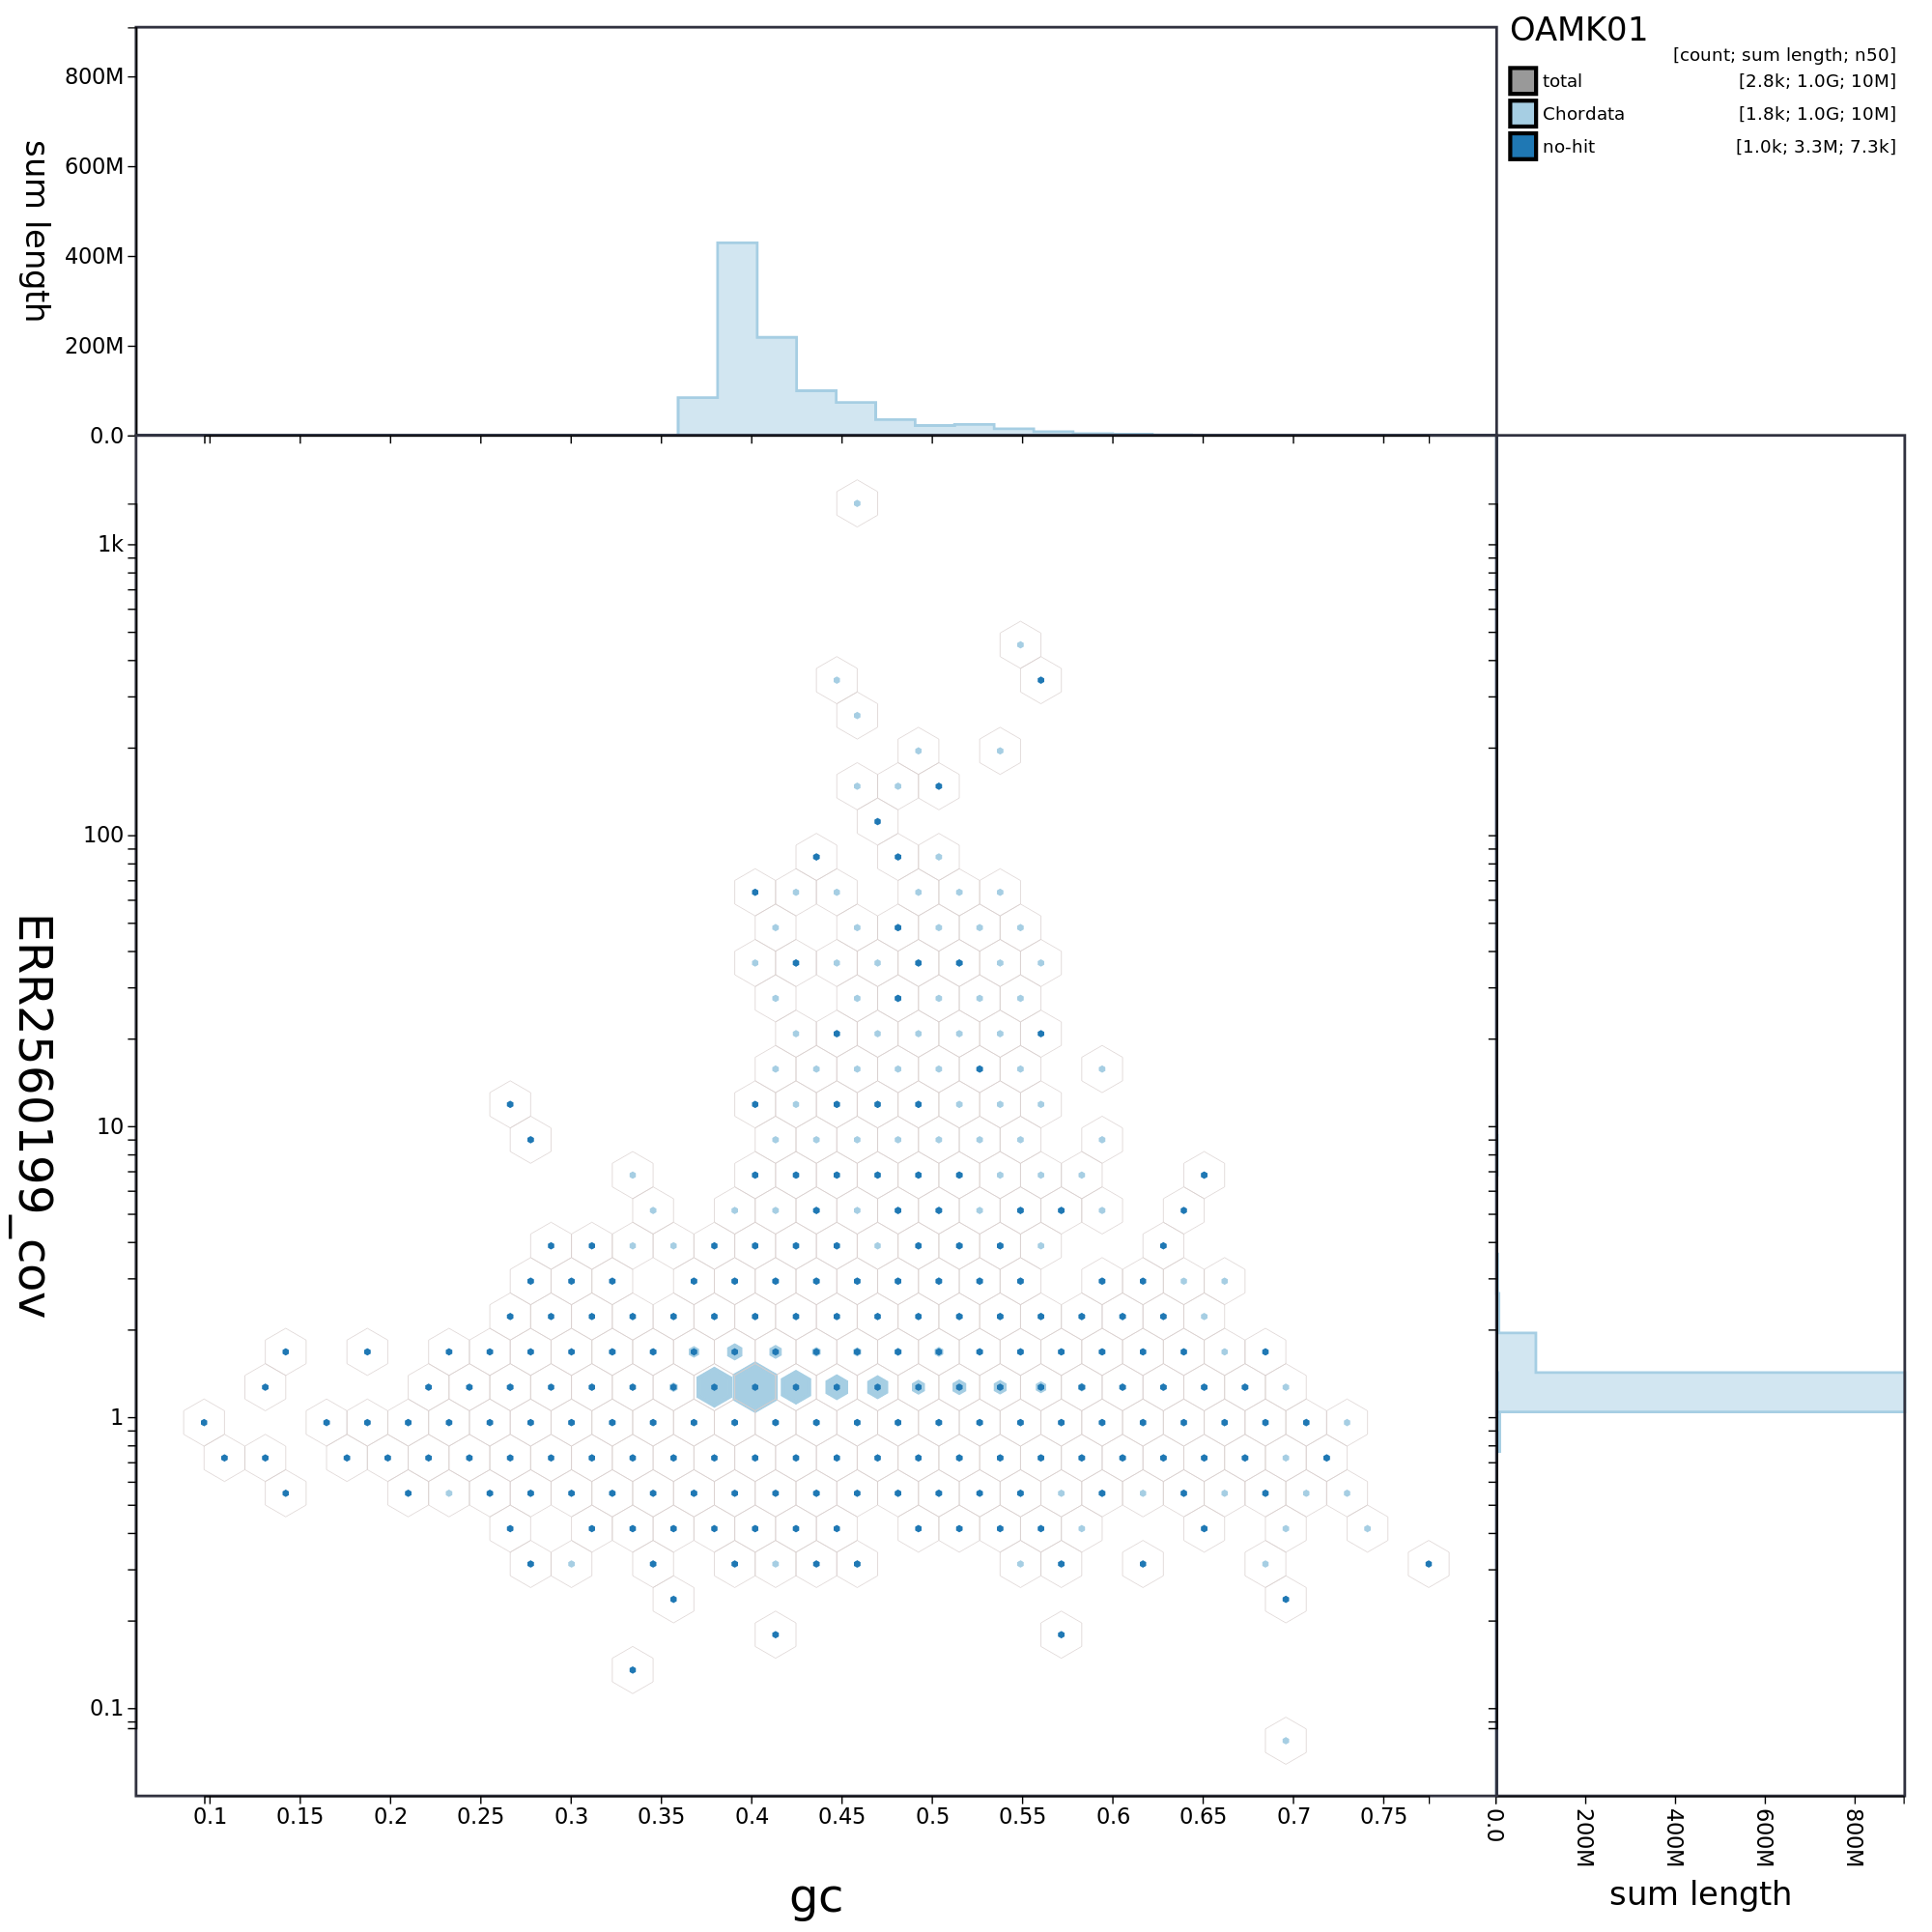 OAMK01
[count; sum length; n50]
total [2.8k; 1.0G; 10M]
Chordata [1.8k; 1.0G; 10M]
no-hit [1.0k; 3.3M; 7.3k]
sum length
800M
600M
400M
200M
0.0
ERR2560199_cov
1k
100
10
1
0.1
0.1 0.15 0.2 0.25 0.3 0.35 0.4 0.45 0.5 0.55 0.6 0.65 0.7 0.75
gc
0.0 200M 400M 600M 800M
sum length